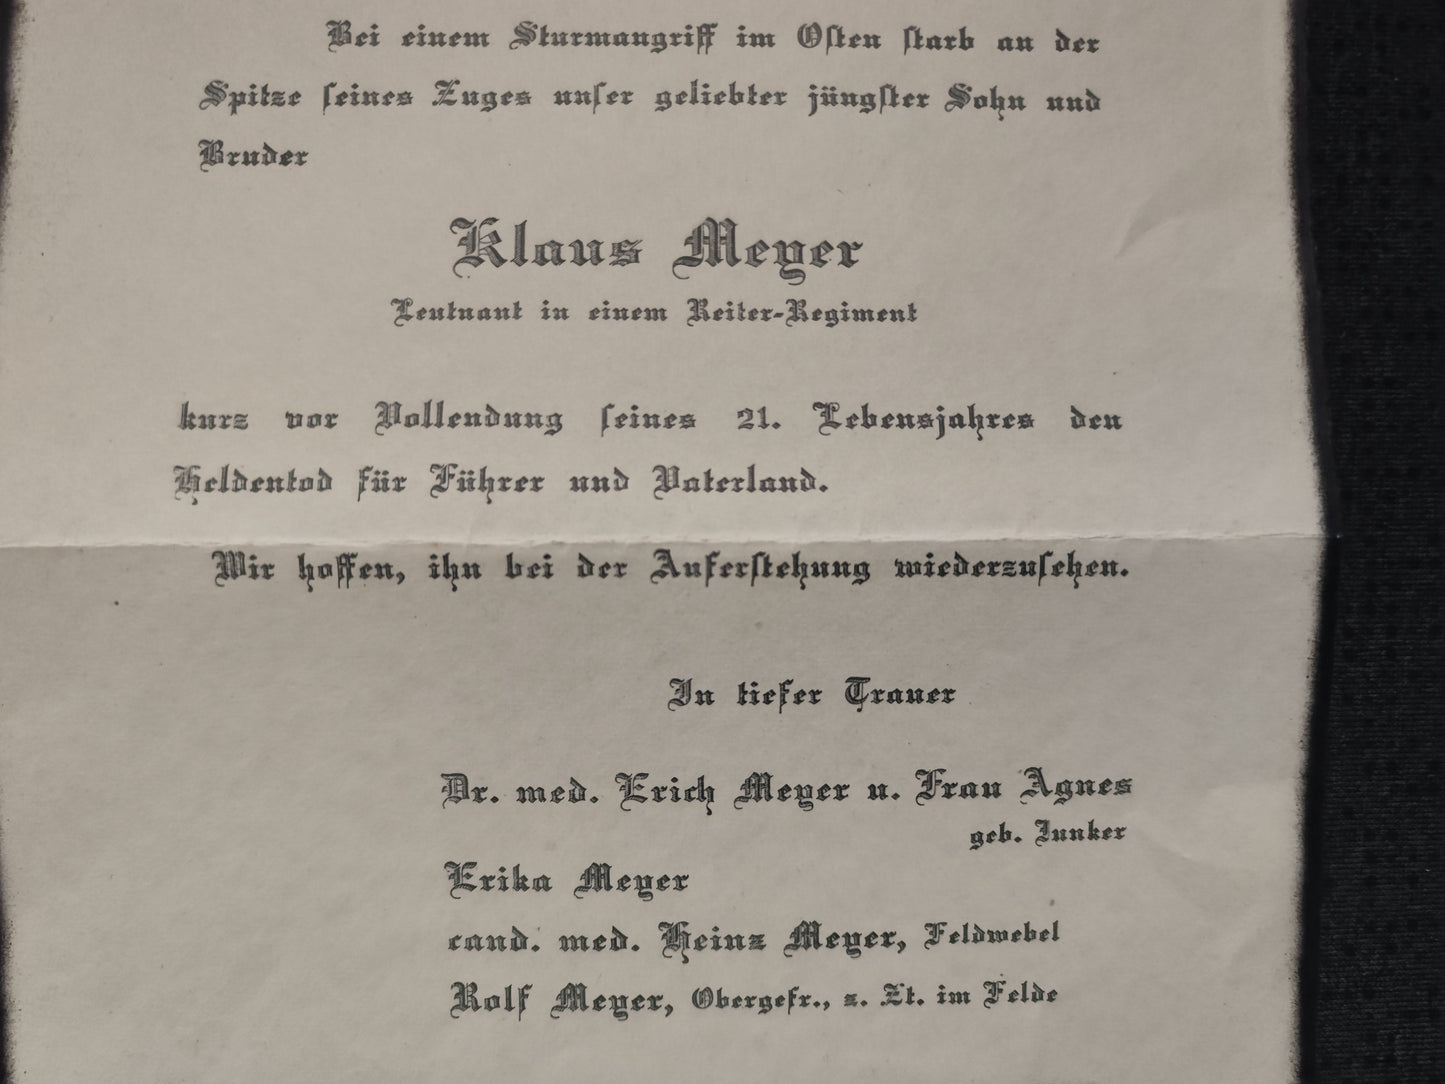 Bei einem Sturmangriff im Osten starb an der
Spitze seines Zuges unser geliebter jüngster Sohn und
Bruder
Klaus Meyer
Leutnant in einem Reiter-Regiment
kurz vor Vollendung seines 21. Lebensjahres den
Heldentod für Führer und Vaterland.
Wir hoffen, ihn bei der Auferstehung wiederzusehen.
In tiefer Trauer
Dr. med. Erich Meyer u. Frau Agnes
geb. Junker
Erika Meyer
cand. med. Heinz Meyer, Feldwebel
Rolf Meyer, Obergefr., z. Zt. im Felde